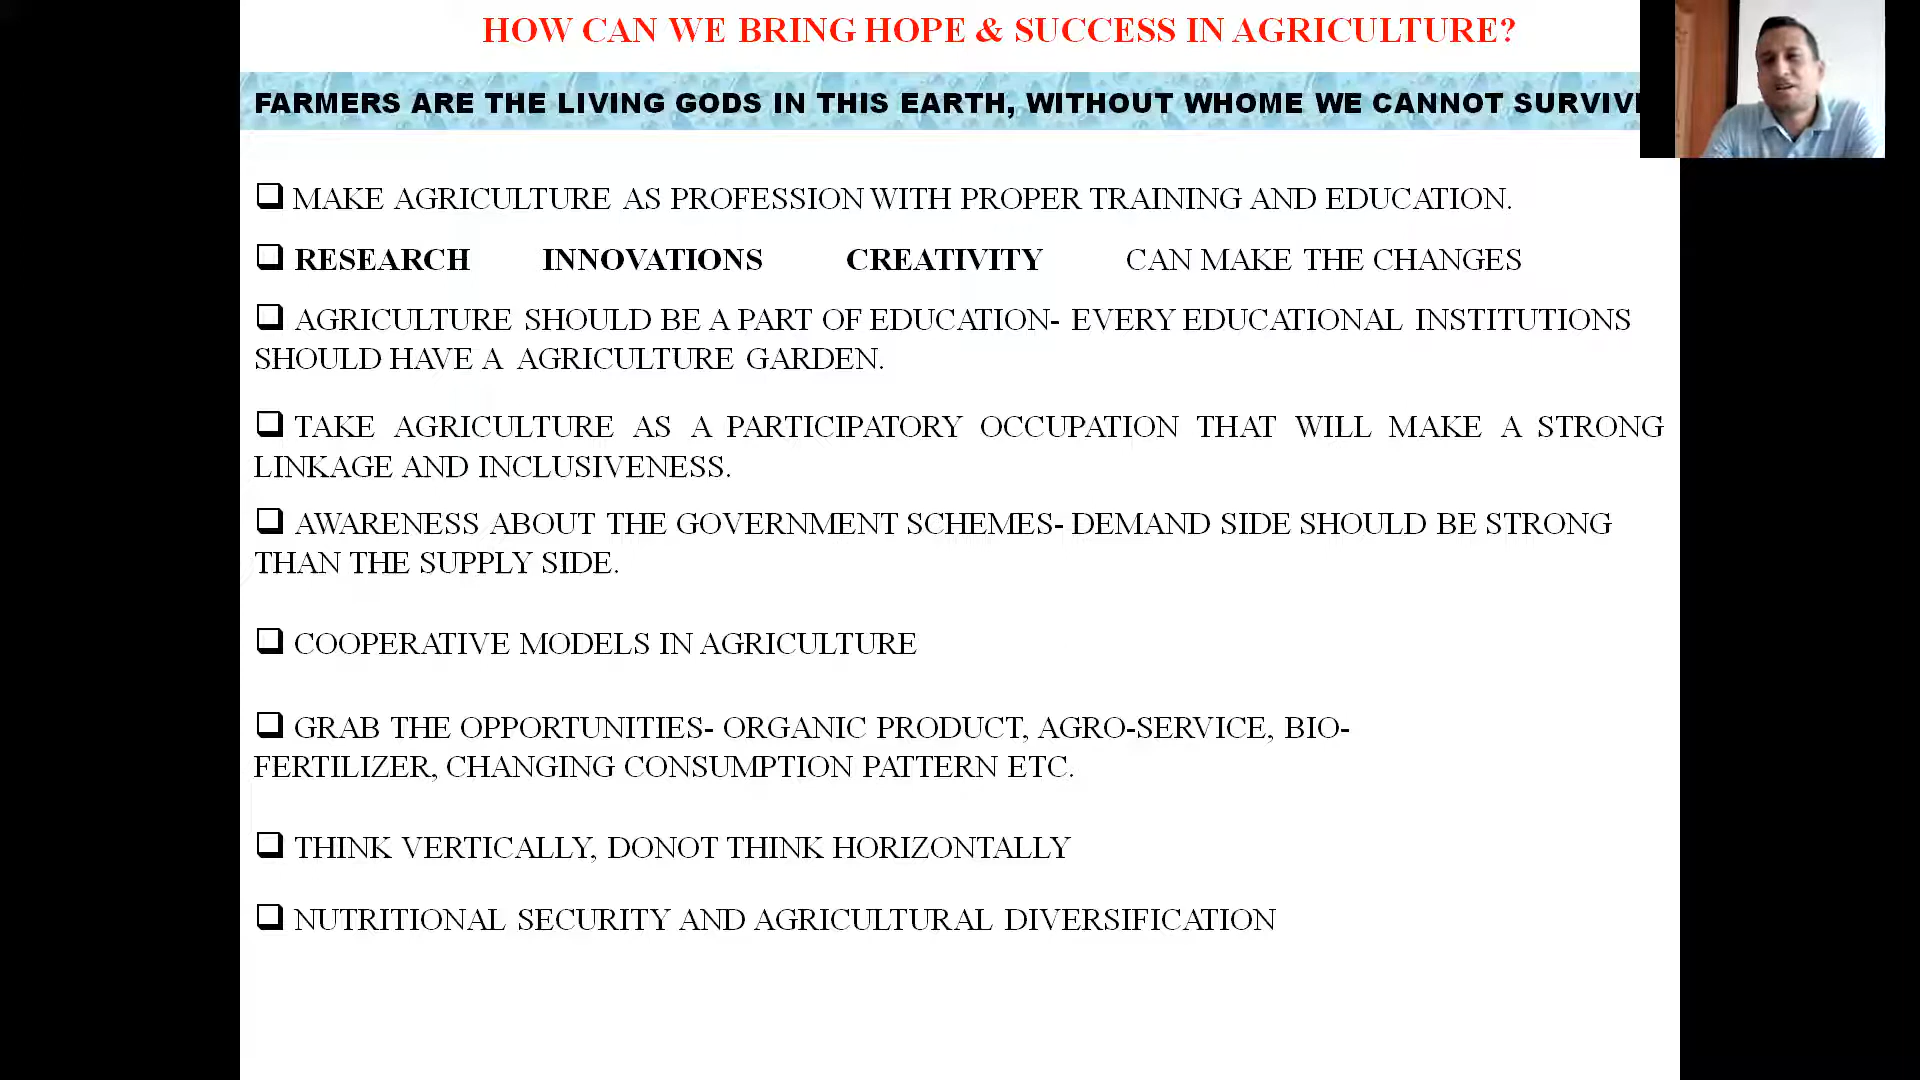 HOW CAN WE BRING HOPE & SUCCESS IN AGRICULTURE?
FARMERS ARE THE LIVING GODS IN THIS EARTH, WITHOUT WHOME WE CANNOT SURVIV
MAKE AGRICULTURE AS PROFESSION WITH PROPER TRAINING AND EDUCATION.
RESEARCH INNOVATIONS CREATIVITY CAN MAKE THE CHANGES
AGRICULTURE SHOULD BE A PART OF EDUCATION- EVERY EDUCATIONAL INSTITUTIONS
SHOULD HAVE A AGRICULTURE GARDEN.
TAKE AGRICULTURE AS A PARTICIPATORY OCCUPATION THAT WILL MAKE A STRONG
LINKAGE AND INCLUSIVENESS.
AWARENESS ABOUT THE GOVERNMENT SCHEMES- DEMAND SIDE SHOULD BE STRONG
THAN THE SUPPLY SIDE.
COOPERATIVE MODELS IN AGRICULTURE
GRAB THE OPPORTUNITIES- ORGANIC PRODUCT, AGRO-SERVICE, BIO-
FERTILIZER, CHANGING CONSUMPTION PATTERN ETC.
THINK VERTICALLY, DONOT THINK HORIZONTALLY
NUTRITIONAL SECURITY AND AGRICULTURAL DIVERSIFICATION